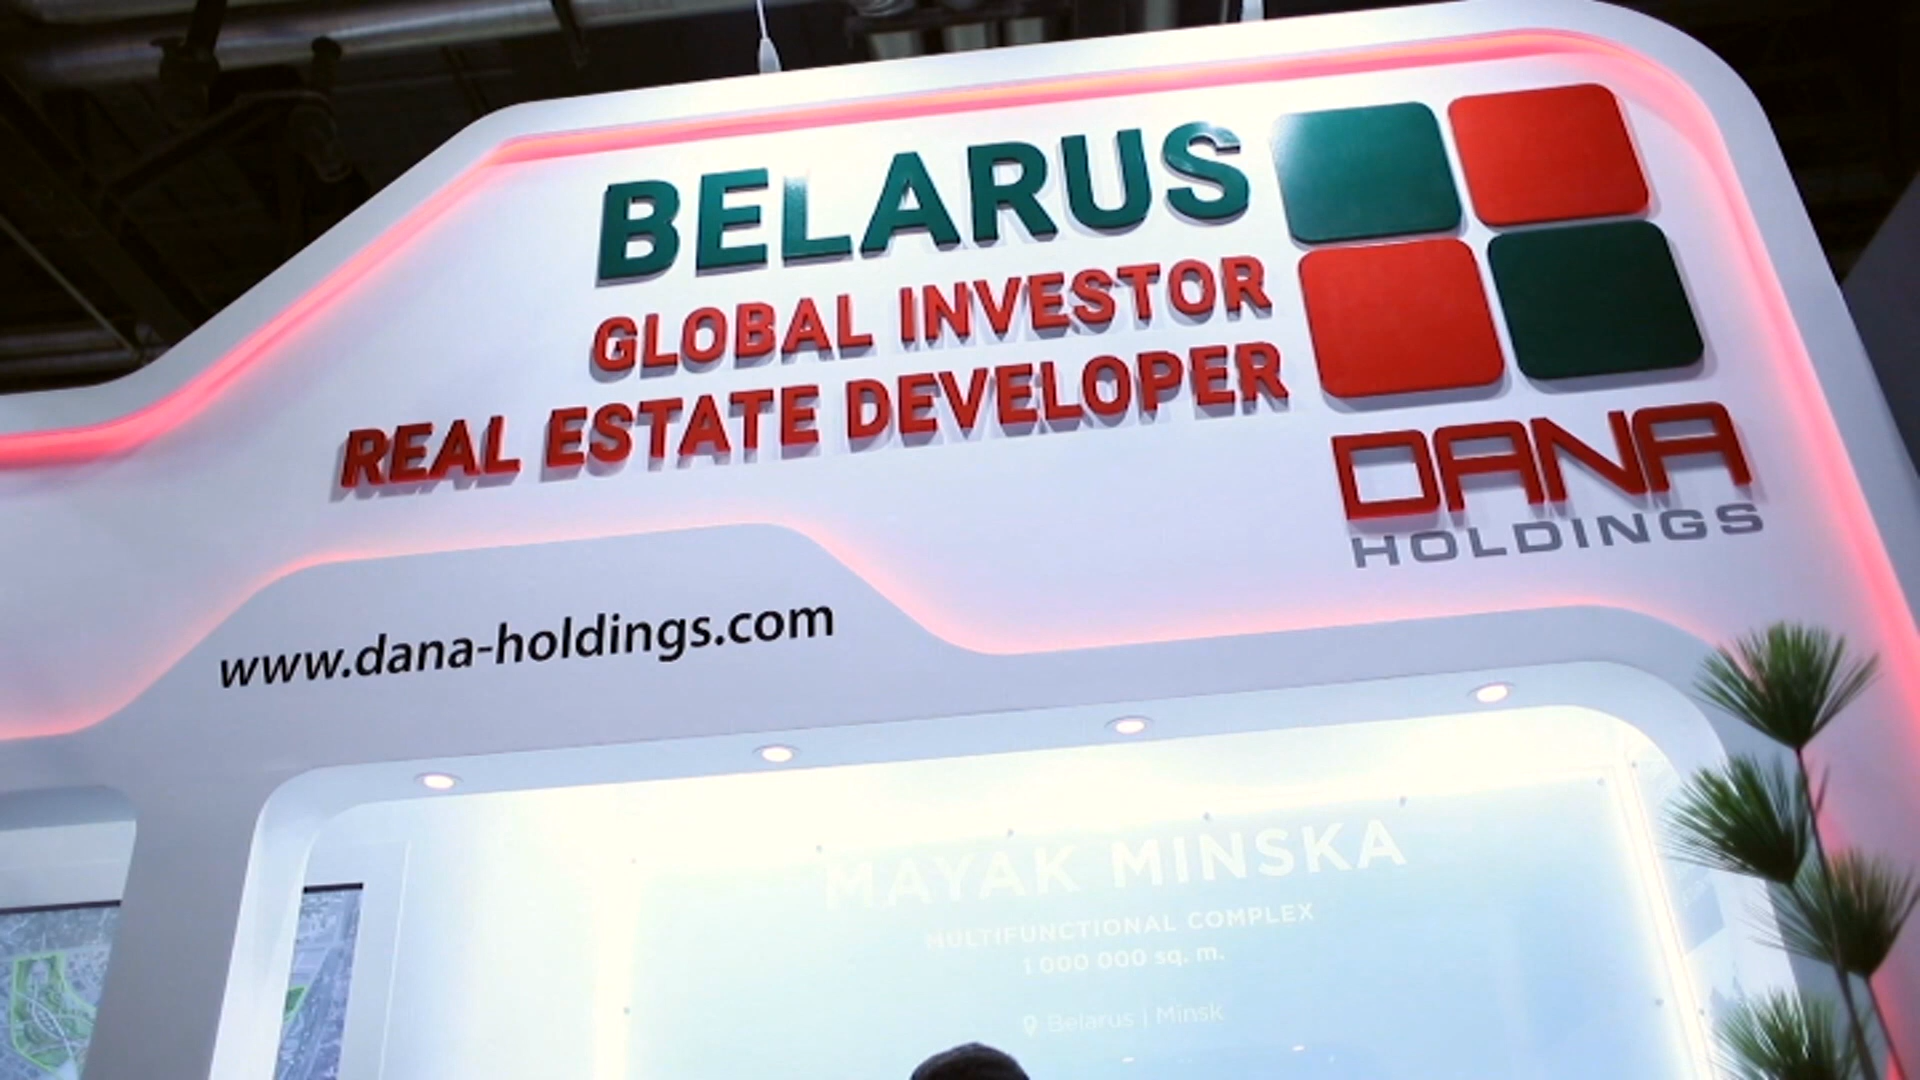 BELARUS
GLOBAL INVESTOR
REAL ESTATE DEVELOPER
DANA
HOLDINGS
www.dana-holdings.com
MAYAK MINSKA
MULTIFUNCTIONAL COMPLEX
1 000 000 sq. m.
Belarus | Minsk